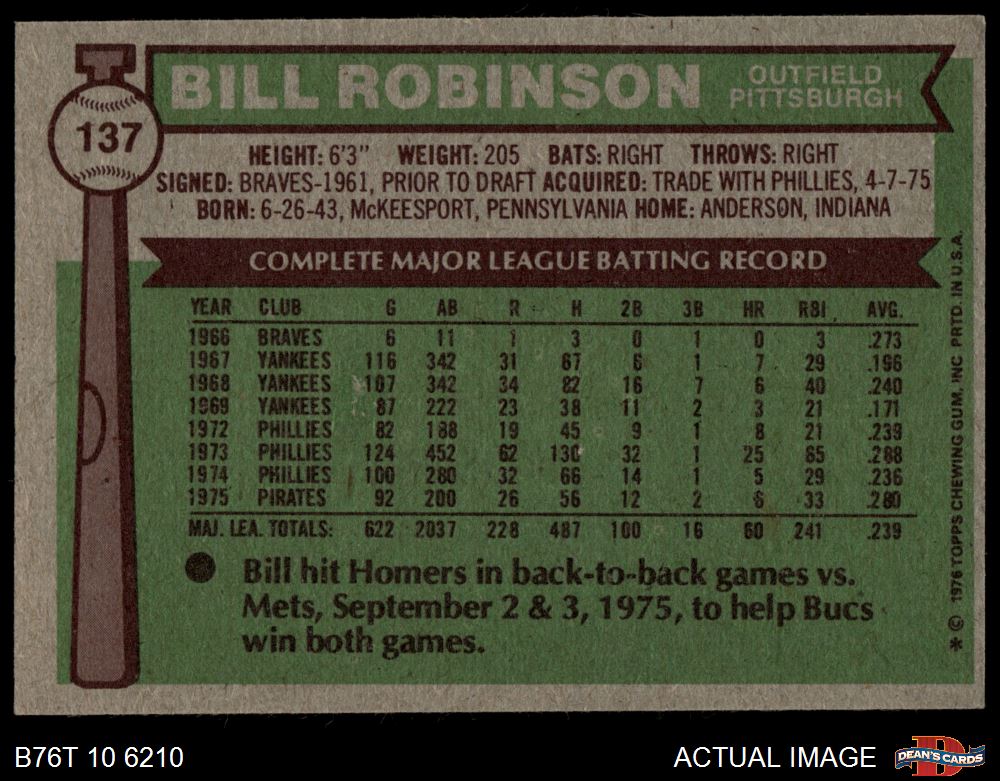 BILL ROBINSON
OUTFIELD
PITTSBURGH
137
HEIGHT: 6'3" WEIGHT: 205 BATS: RIGHT THROWS: RIGHT
SIGNED: BRAVES-1961, PRIOR TO DRAFT ACQUIRED: TRADE WITH PHILLIES, 4-7-75
BORN: 6-26-43, McKEESPORT, PENNSYLVANIA HOME: ANDERSON, INDIANA
COMPLETE MAJOR LEAGUE BATTING RECORD
YEAR CLUB G AB R H 2B 3B HR RBI AVG.
1966 BRAVES 6 11 1 3 0 1 0 3 .273
1967 YANKEES 116 342 31 67 6 1 7 29 .196
1968 YANKEES 107 342 34 82 16 7 6 40 .240
1969 YANKEES 87 222 23 38 11 2 3 21 .171
1972 PHILLIES 82 188 19 45 9 1 8 21 .239
1973 PHILLIES 124 452 62 130 32 1 25 65 .288
1974 PHILLIES 100 280 32 66 14 1 5 29 .236
1975 PIRATES 92 200 26 56 12 2 6 33 .280
MAJ. LEA. TOTALS: 622 2037 228 487 100 16 60 241 .239
Bill hit Homers in back-to-back games vs.
Mets, September 2 & 3, 1975, to help Bucs
win both games.
* © 1976 TOPPS CHEWING GUM, INC. PRTD. IN U.S.A.
B76T 10 6210
ACTUAL IMAGE
D
DEAN'S CARDS